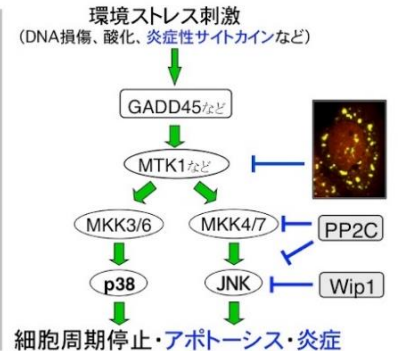 環境ストレス刺激
（DNA損傷、酸化、炎症性サイトカインなど）
GADD45など
MTK1など
MKK3/6
MKK4/7
PP2C
p38
JNK
Wip1
細胞周期停止・アポトーシス・炎症